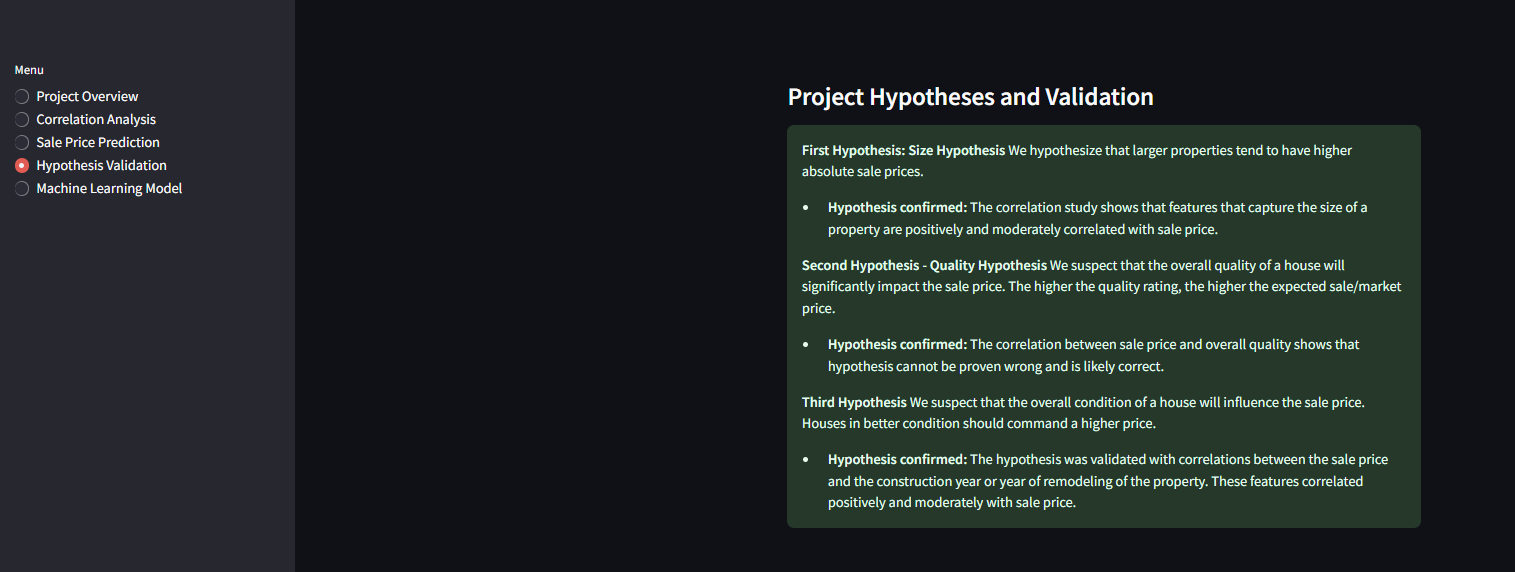 Menu
Project Overview
Correlation Analysis
Sale Price Prediction
Hypothesis Validation
Machine Learning Model
Project Hypotheses and Validation
First Hypothesis: Size Hypothesis We hypothesize that larger properties tend to have higher
absolute sale prices.
• Hypothesis confirmed: The correlation study shows that features that capture the size of a
property are positively and moderately correlated with sale price.
Second Hypothesis - Quality Hypothesis We suspect that the overall quality of a house will
significantly impact the sale price. The higher the quality rating, the higher the expected sale/market
price.
• Hypothesis confirmed: The correlation between sale price and overall quality shows that
hypothesis cannot be proven wrong and is likely correct.
Third Hypothesis We suspect that the overall condition of a house will influence the sale price.
Houses in better condition should command a higher price.
• Hypothesis confirmed: The hypothesis was validated with correlations between the sale price
and the construction year or year of remodeling of the property. These features correlated
positively and moderately with sale price.